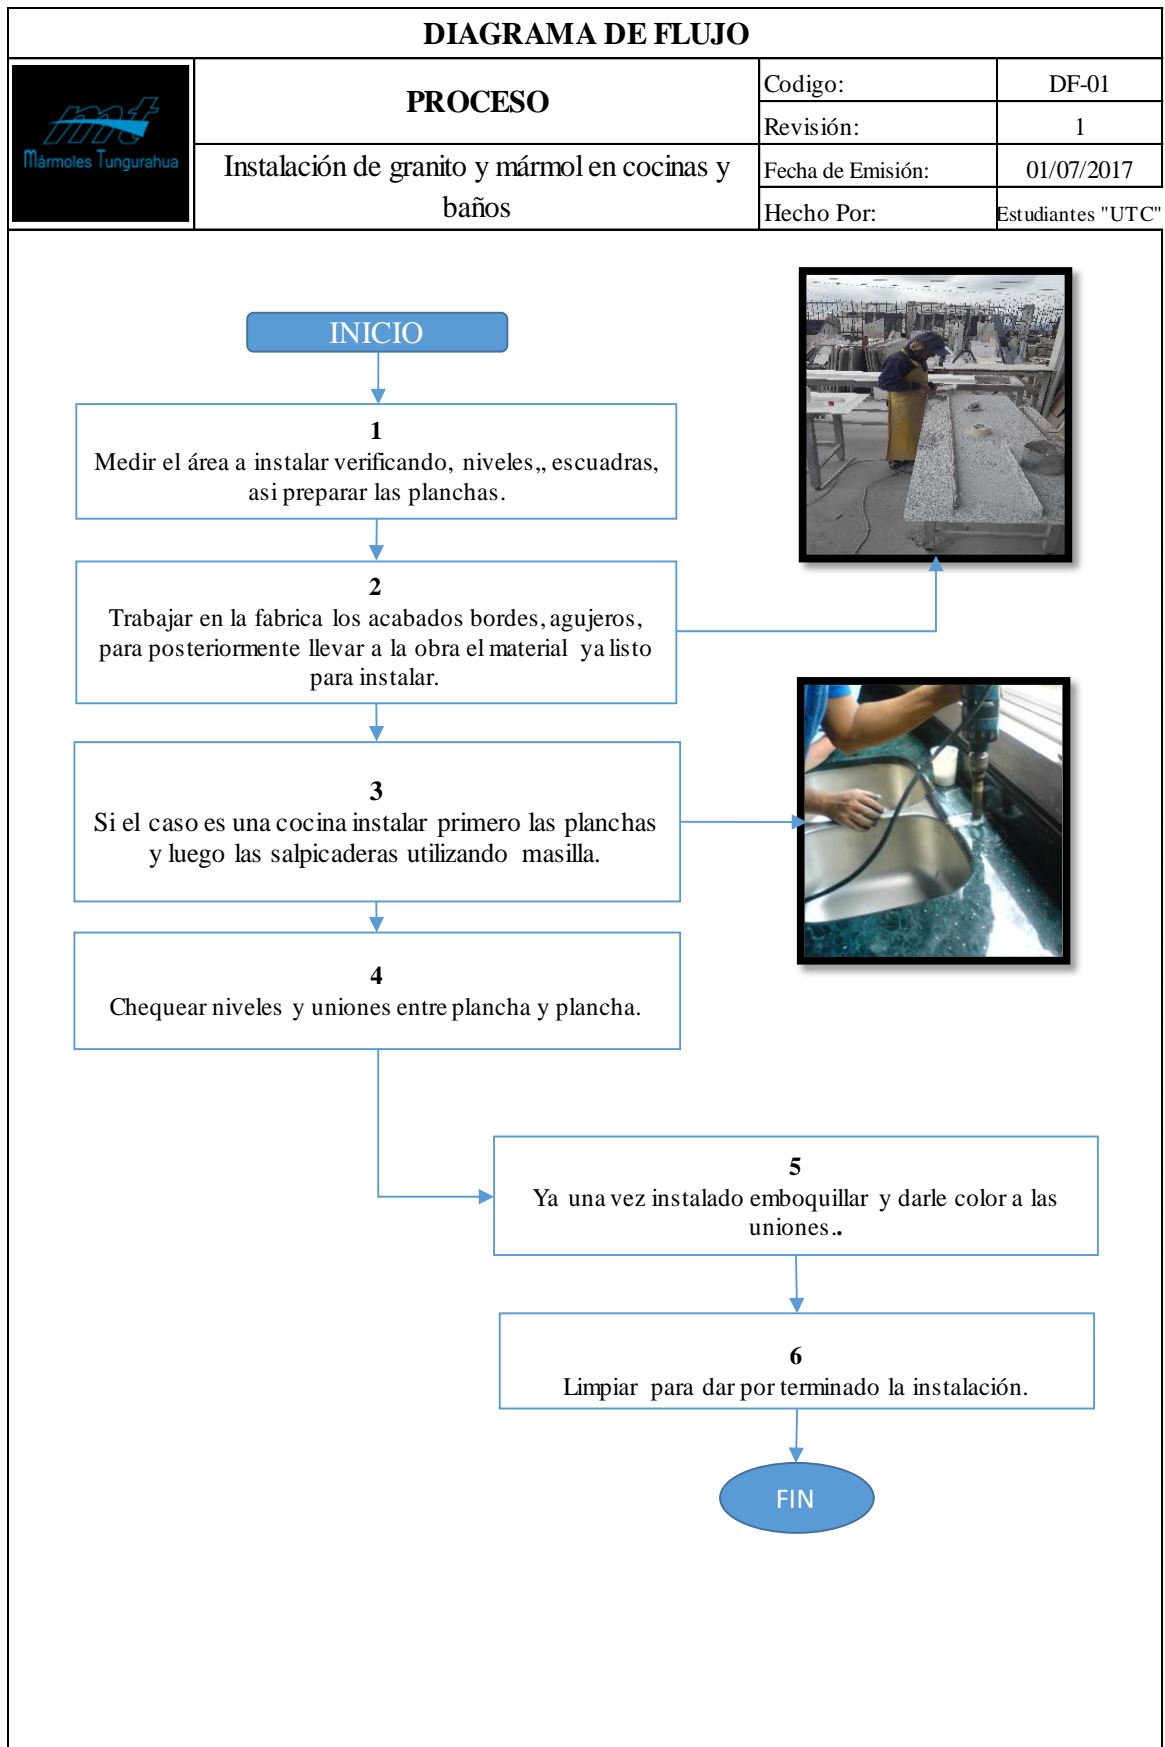 DIAGRAMA DE FLUJO
mt
Mármoles Tungurahua
PROCESO
Instalación de granito y mármol en cocinas y
baños
Codigo: DF-01
Revisión: 1
Fecha de Emisión: 01/07/2017
Hecho Por: Estudiantes "UTC"
INICIO
1
Medir el área a instalar verificando, niveles,, escuadras,
asi preparar las planchas.
2
Trabajar en la fabrica los acabados bordes, agujeros,
para posteriormente llevar a la obra el material ya listo
para instalar.
3
Si el caso es una cocina instalar primero las planchas
y luego las salpicaderas utilizando masilla.
4
Chequear niveles y uniones entre plancha y plancha.
5
Ya una vez instalado emboquillar y darle color a las
uniones..
6
Limpiar para dar por terminado la instalación.
FIN